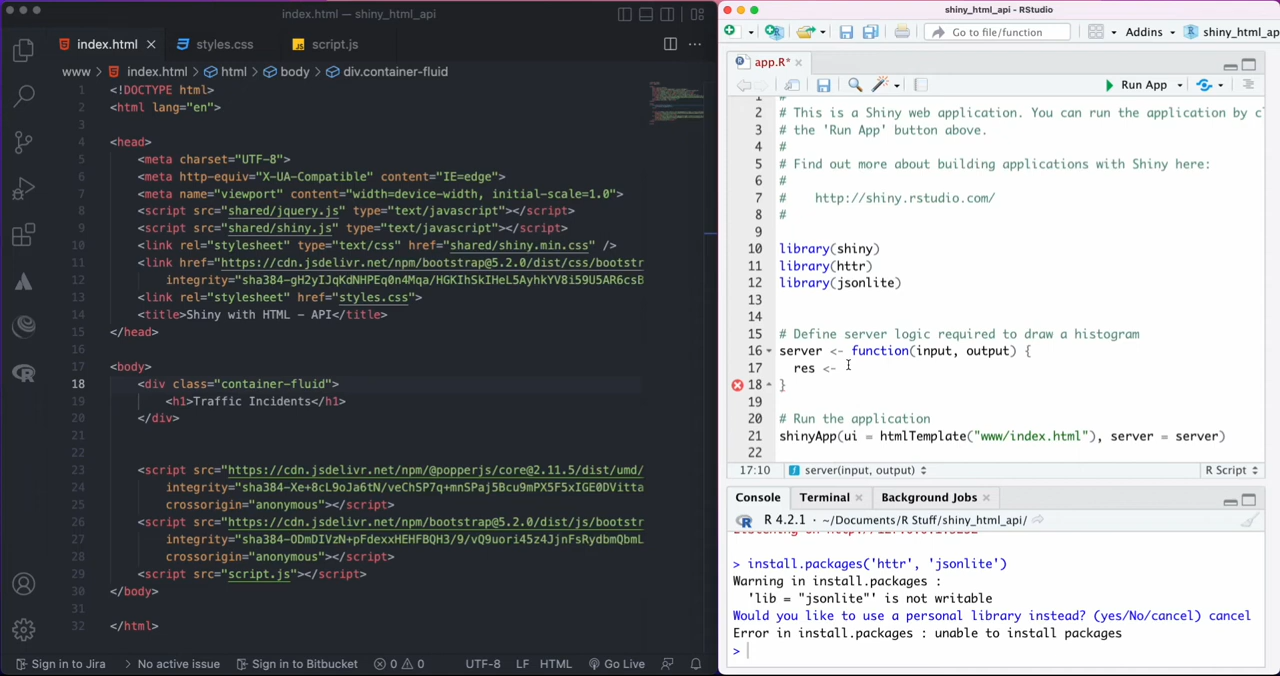 index.html — shiny_html_api
index.html
styles.css
script.js
www > index.html > html > body > div.container-fluid
1 <!DOCTYPE html>
2 <html lang="en">
3
4 <head>
5 <meta charset="UTF-8">
6 <meta http-equiv="X-UA-Compatible" content="IE=edge">
7 <meta name="viewport" content="width=device-width, initial-scale=1.0">
8 <script src="shared/jquery.js" type="text/javascript"></script>
9 <script src="shared/shiny.js" type="text/javascript"></script>
10 <link rel="stylesheet" type="text/css" href="shared/shiny.min.css" />
11 <link href="https://cdn.jsdelivr.net/npm/bootstrap@5.2.0/dist/css/bootstr
12 integrity="sha384-gH2yIJqKdNHPEq0n4Mqa/HGKIhSkIHeL5AyhkYV8i59U5AR6csB
13 <link rel="stylesheet" href="styles.css">
14 <title>Shiny with HTML - API</title>
15 </head>
16
17 <body>
18 <div class="container-fluid">
19 <h1>Traffic Incidents</h1>
20 </div>
21
22
23 <script src="https://cdn.jsdelivr.net/npm/@popperjs/core@2.11.5/dist/umd/
24 integrity="sha384-Xe+8cL9oJa6tN/veChSP7q+mnSPaj5Bcu9mPX5F5xIGE0DVitta
25 crossorigin="anonymous"></script>
26 <script src="https://cdn.jsdelivr.net/npm/bootstrap@5.2.0/dist/js/bootstr
27 integrity="sha384-ODmDIVzN+pFdexxHEHFBQH3/9/vQ9uori45z4JjnFsRydbmQbmL
28 crossorigin="anonymous"></script>
29 <script src="script.js"></script>
30 </body>
31
32 </html>
Sign in to Jira
No active issue
Sign in to Bitbucket
0 0
UTF-8 LF HTML Go Live
shiny_html_api - RStudio
Go to file/function
Addins
shiny_html_ap
app.R*
Run App
1 #
2 # This is a Shiny web application. You can run the application by cl
3 # the 'Run App' button above.
4 #
5 # Find out more about building applications with Shiny here:
6 #
7 # http://shiny.rstudio.com/
8 #
9
10 library(shiny)
11 library(httr)
12 library(jsonlite)
13
14
15 # Define server logic required to draw a histogram
16 server <- function(input, output) {
17 res <-
18 }
19
20 # Run the application
21 shinyApp(ui = htmlTemplate("www/index.html"), server = server)
22
17:10 server(input, output) R Script
Console Terminal Background Jobs
R 4.2.1 · ~/Documents/R Stuff/shiny_html_api/
> install.packages('httr', 'jsonlite')
Warning in install.packages :
'lib = "jsonlite"' is not writable
Would you like to use a personal library instead? (yes/No/cancel) cancel
Error in install.packages : unable to install packages
>